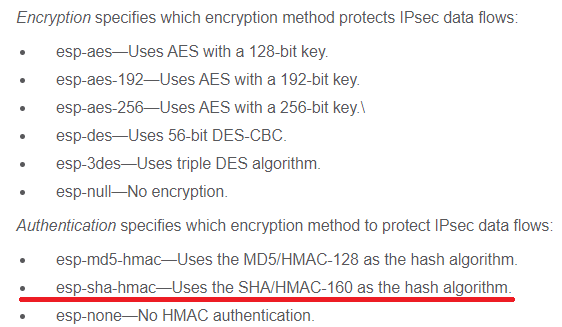 Encryption specifies which encryption method protects IPsec data flows:
• esp-aes—Uses AES with a 128-bit key.
• esp-aes-192—Uses AES with a 192-bit key.
• esp-aes-256—Uses AES with a 256-bit key.\
• esp-des—Uses 56-bit DES-CBC.
• esp-3des—Uses triple DES algorithm.
• esp-null—No encryption.
Authentication specifies which encryption method to protect IPsec data flows:
• esp-md5-hmac—Uses the MD5/HMAC-128 as the hash algorithm.
• esp-sha-hmac—Uses the SHA/HMAC-160 as the hash algorithm.
• esp-none—No HMAC authentication.